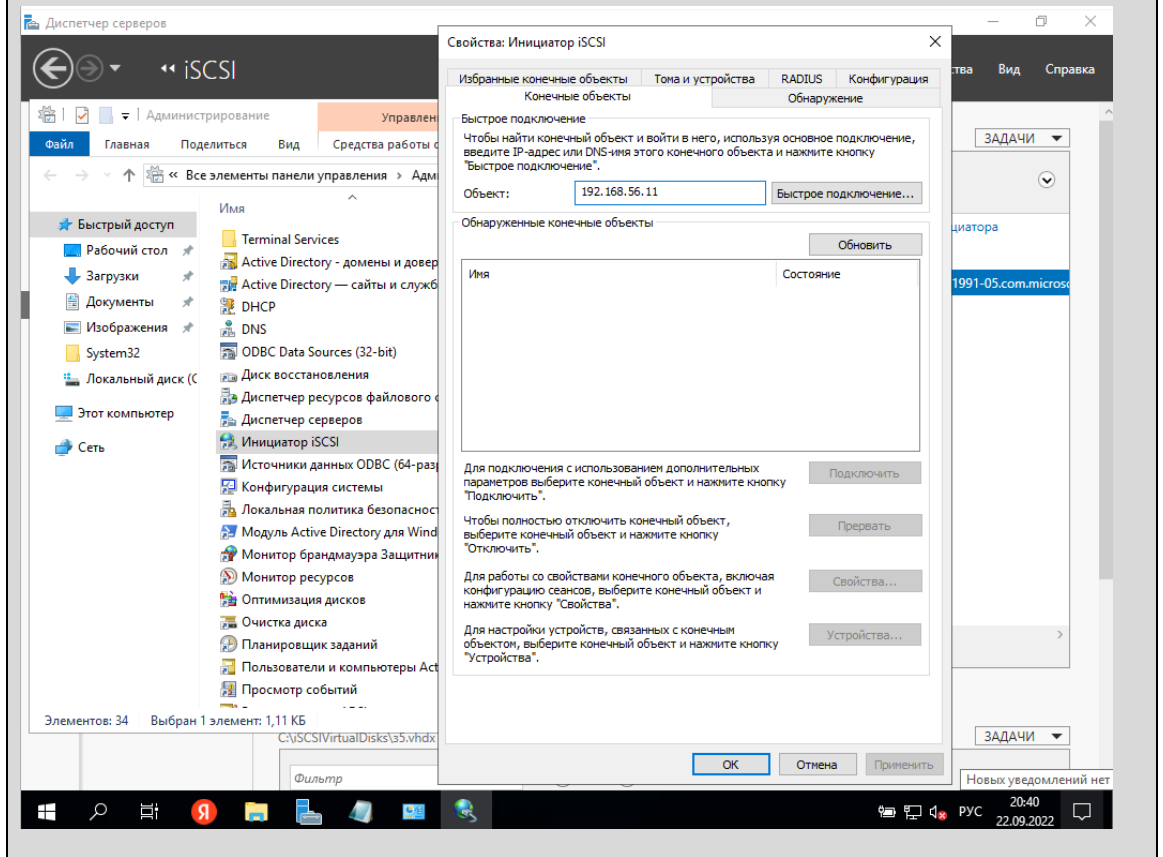 Диспетчер серверов
iSCSI
тва Вид Справка
Администрирование
Управлен
Файл Главная Поделиться Вид Средства работы с
« Все элементы панели управления › Адм
Имя
Быстрый доступ
Рабочий стол
Загрузки
Документы
Изображения
System32
Локальный диск (C
Этот компьютер
Сеть
Terminal Services
Active Directory - домены и довер
Active Directory — сайты и служб
DHCP
DNS
ODBC Data Sources (32-bit)
Диск восстановления
Диспетчер ресурсов файлового с
Диспетчер серверов
Инициатор iSCSI
Источники данных ODBC (64-разр
Конфигурация системы
Локальная политика безопасност
Модуль Active Directory для Wind
Монитор брандмауэра Защитник
Монитор ресурсов
Оптимизация дисков
Очистка диска
Планировщик заданий
Пользователи и компьютеры Act
Просмотр событий
Элементов: 34 Выбран 1 элемент: 1,11 КБ
C:\iSCSIVirtualDisks\s5.vhdx
Фильтр
Свойства: Инициатор iSCSI
Избранные конечные объекты Тома и устройства RADIUS Конфигурация
Конечные объекты Обнаружение
Быстрое подключение
Чтобы найти конечный объект и войти в него, используя основное подключение,
введите IP-адрес или DNS-имя этого конечного объекта и нажмите кнопку
"Быстрое подключение".
Объект: 192.168.56.11 Быстрое подключение...
Обнаруженные конечные объекты
Обновить
Имя Состояние
Для подключения с использованием дополнительных
параметров выберите конечный объект и нажмите кнопку
"Подключить".
Подключить
Чтобы полностью отключить конечный объект,
выберите конечный объект и нажмите кнопку
"Отключить".
Прервать
Для работы со свойствами конечного объекта, включая
конфигурацию сеансов, выберите конечный объект и
нажмите кнопку "Свойства".
Свойства...
Для настройки устройств, связанных с конечным
объектом, выберите конечный объект и нажмите кнопку
"Устройства".
Устройства...
ОК Отмена Применить
ЗАДАЧИ
циатора
1991-05.com.microso
ЗАДАЧИ
Новых уведомлений нет
Я
РУС
20:40
22.09.2022